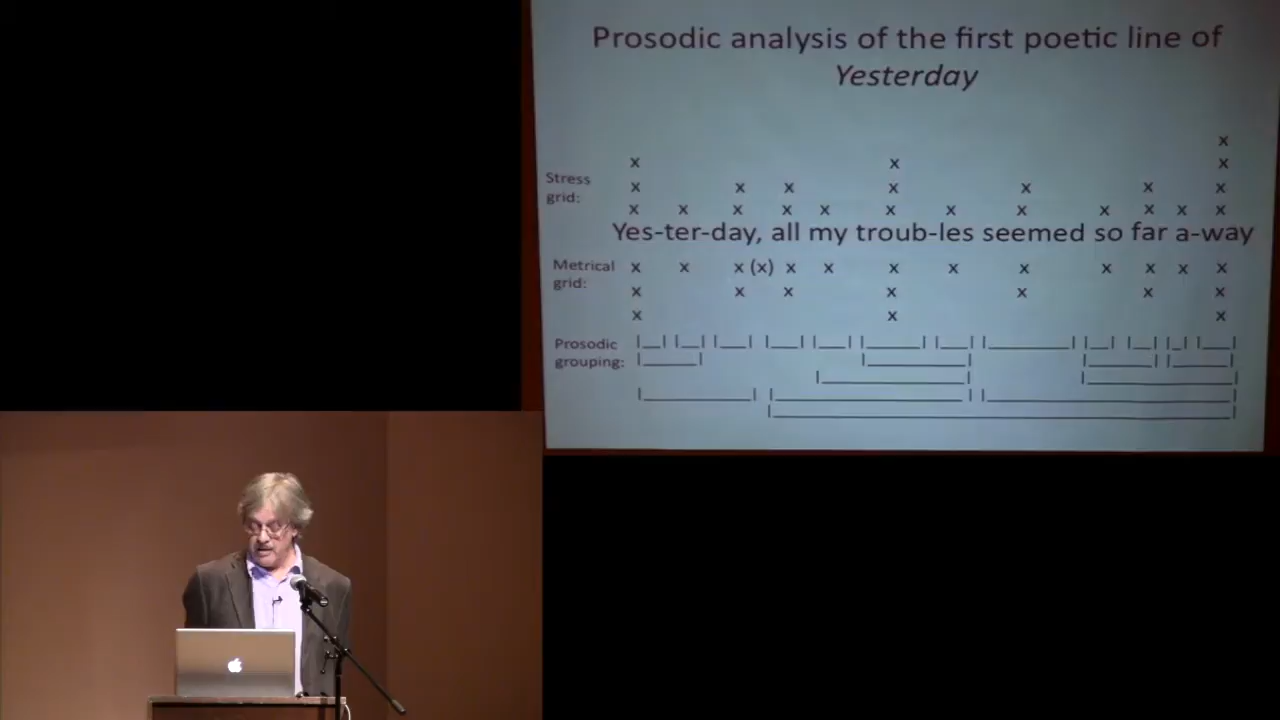 Prosodic analysis of the first poetic line of
Yesterday
x
x x x
x x x x x x
x x x x x x x x x x x x
Stress
grid:
Yes-ter-day, all my troub-les seemed so far a-way
Metrical
grid:
x x x (x) x x x x x x x x x
x x x x x x x
x x x
Prosodic
grouping: